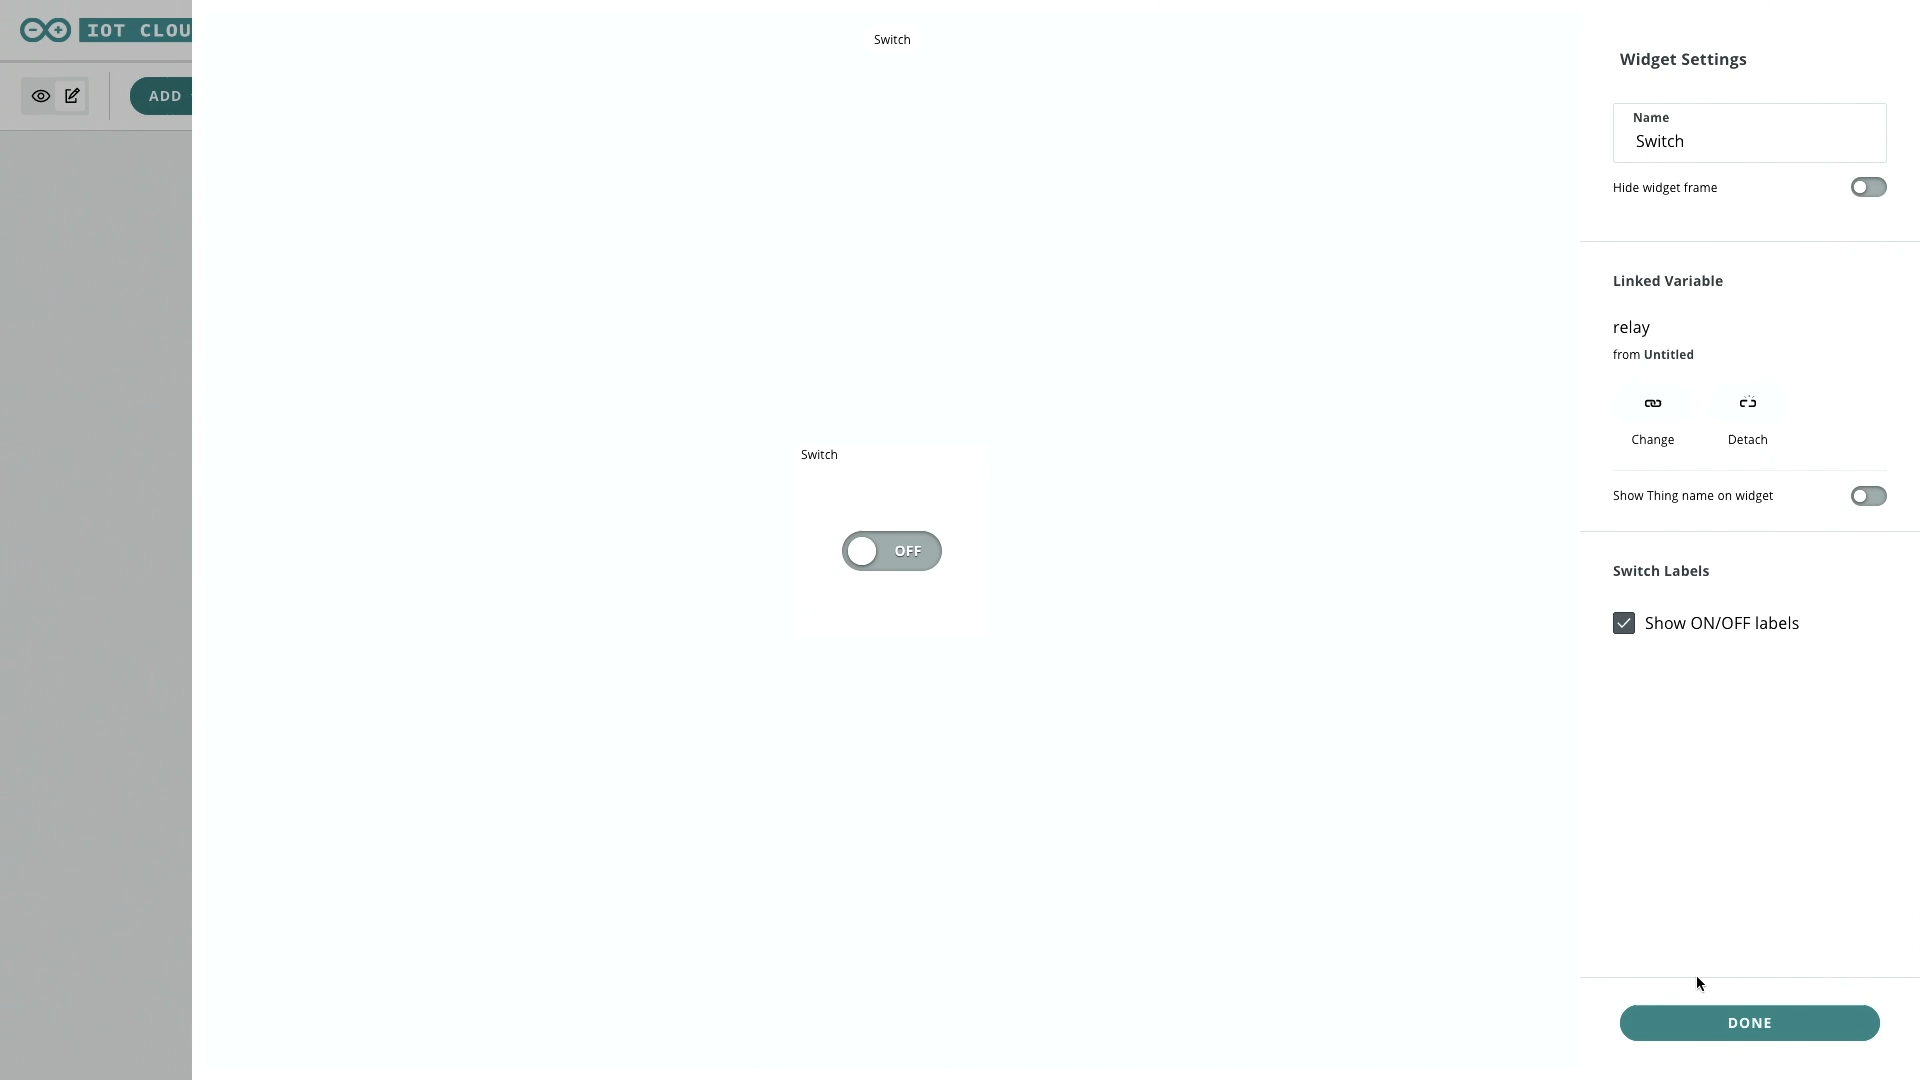 IOT CLOU
ADD
Switch
Switch
OFF
Widget Settings
Name
Switch
Hide widget frame
Linked Variable
relay
from Untitled
Change
Detach
Show Thing name on widget
Switch Labels
Show ON/OFF labels
DONE